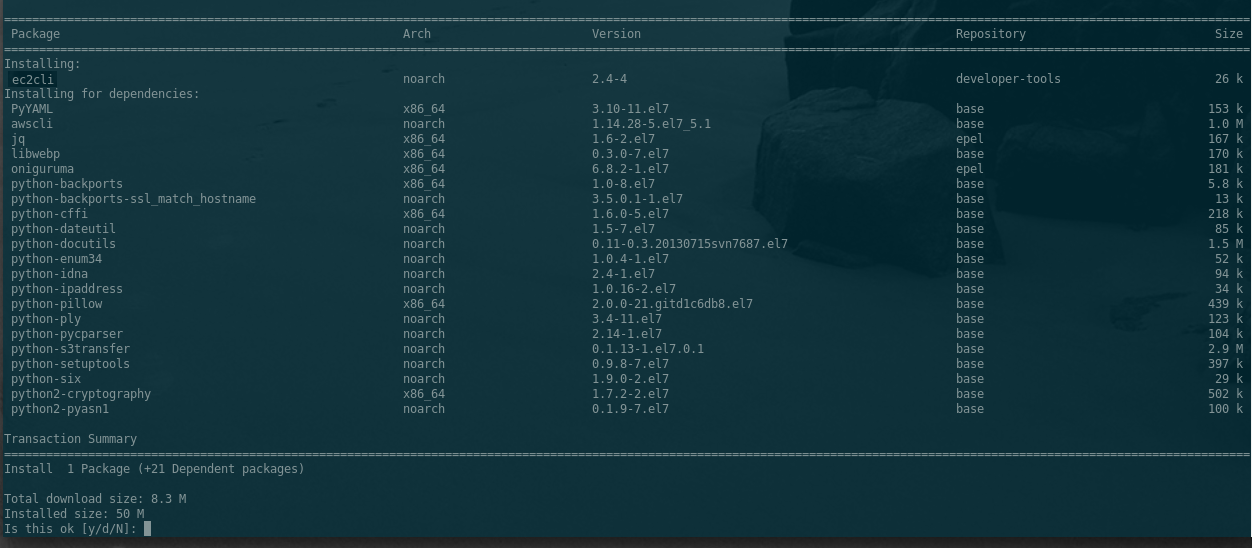 Package Arch Version Repository Size
Installing:
ec2cli noarch 2.4-4 developer-tools 26 k
Installing for dependencies:
PyYAML x86_64 3.10-11.el7 base 153 k
awscli noarch 1.14.28-5.el7_5.1 base 1.0 M
jq x86_64 1.6-2.el7 epel 167 k
libwebp x86_64 0.3.0-7.el7 base 170 k
oniguruma x86_64 6.8.2-1.el7 epel 181 k
python-backports x86_64 1.0-8.el7 base 5.8 k
python-backports-ssl_match_hostname noarch 3.5.0.1-1.el7 base 13 k
python-cffi x86_64 1.6.0-5.el7 base 218 k
python-dateutil noarch 1.5-7.el7 base 85 k
python-docutils noarch 0.11-0.3.20130715svn7687.el7 base 1.5 M
python-enum34 noarch 1.0.4-1.el7 base 52 k
python-idna noarch 2.4-1.el7 base 94 k
python-ipaddress noarch 1.0.16-2.el7 base 34 k
python-pillow x86_64 2.0.0-21.gitd1c6db8.el7 base 439 k
python-ply noarch 3.4-11.el7 base 123 k
python-pycparser noarch 2.14-1.el7 base 104 k
python-s3transfer noarch 0.1.13-1.el7.0.1 base 2.9 M
python-setuptools noarch 0.9.8-7.el7 base 397 k
python-six noarch 1.9.0-2.el7 base 29 k
python2-cryptography x86_64 1.7.2-2.el7 base 502 k
python2-pyasn1 noarch 0.1.9-7.el7 base 100 k
Transaction Summary
Install  1 Package (+21 Dependent packages)
Total download size: 8.3 M
Installed size: 50 M
Is this ok [y/d/N]: